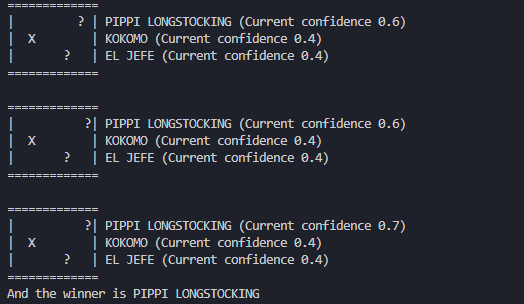 =============
|         ? | PIPPI LONGSTOCKING (Current confidence 0.6)
|  X        | KOKOMO (Current confidence 0.4)
|       ?   | EL JEFE (Current confidence 0.4)
=============

=============
|          ?| PIPPI LONGSTOCKING (Current confidence 0.6)
|  X        | KOKOMO (Current confidence 0.4)
|       ?   | EL JEFE (Current confidence 0.4)
=============

=============
|          ?| PIPPI LONGSTOCKING (Current confidence 0.7)
|  X        | KOKOMO (Current confidence 0.4)
|       ?   | EL JEFE (Current confidence 0.4)
=============
And the winner is PIPPI LONGSTOCKING